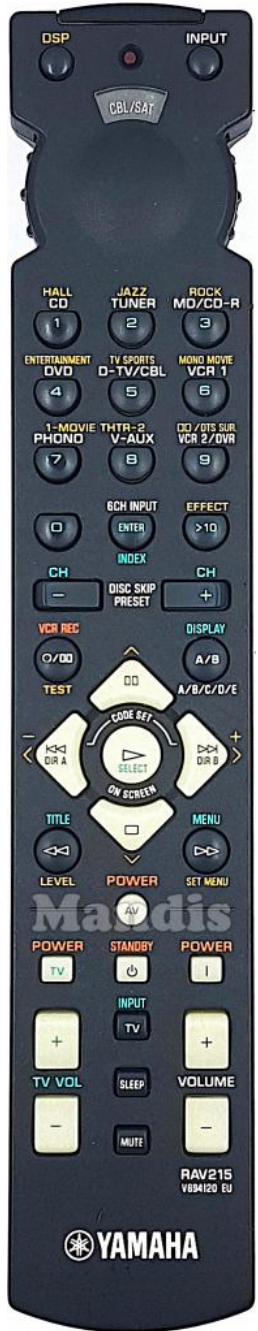 DSP INPUT
CBL/SAT
HALL JAZZ ROCK
CD TUNER MD/CD-R
1 2 3
ENTERTAINMENT TV SPORTS MONO MOVIE
DVD D-TV/CBL VCR 1
4 5 6
1-MOVIE THTR-2 /DTS SUR.
PHONO V-AUX VCR 2/DVR
7 8 9
6CH INPUT EFFECT
0 ENTER >10
INDEX
CH CH
- DISC SKIP +
PRESET
VCR REC DISPLAY
A/B
TEST A/B/C/D/E
CODE SET
- +
DIR A SELECT DIR B
ON SCREEN
TITLE MENU
LEVEL POWER SET MENU
AV
Mandis
POWER STANDBY POWER
TV I
INPUT
+ TV +
TV VOL SLEEP VOLUME
- -
MUTE
RAV215
V694120 EU
YAMAHA